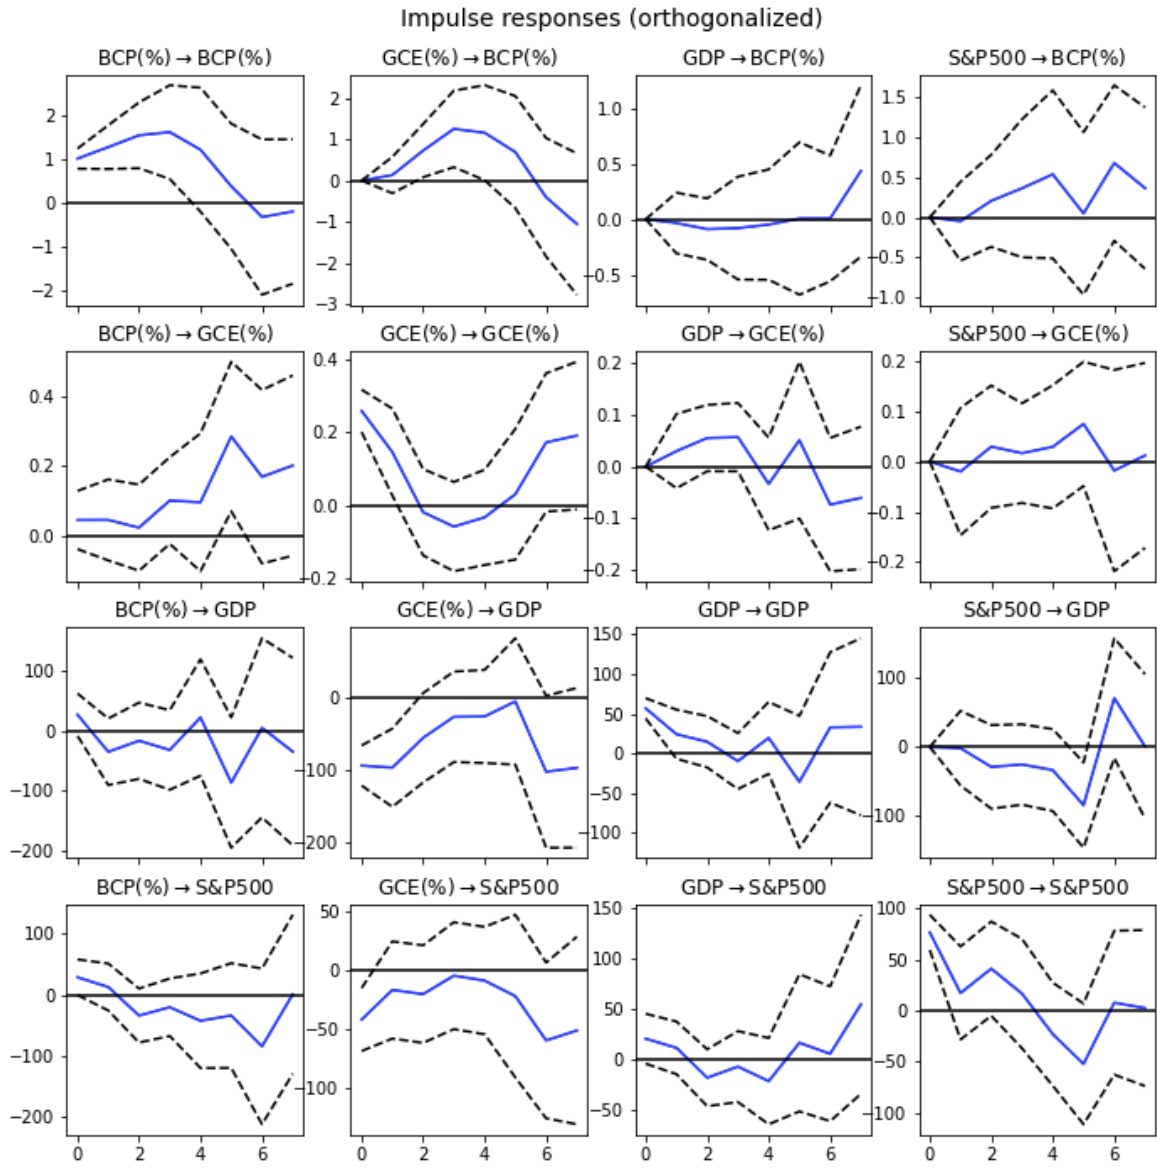 Impulse responses (orthogonalized)
BCP(%) → BCP(%) GCE(%) → BCP(%) GDP → BCP(%) S&P500 → BCP(%)
2 1 0 −1 −2
2 1 0 −1 −2 −3
1.0 0.5 0.0 −0.5
1.5 1.0 0.5 0.0 −0.5 −1.0
BCP(%) → GCE(%) GCE(%) → GCE(%) GDP → GCE(%) S&P500 → GCE(%)
0.4 0.2 0.0
0.4 0.2 0.0 −0.2
0.2 0.1 0.0 −0.1 −0.2
0.2 0.1 0.0 −0.1 −0.2
BCP(%) → GDP GCE(%) → GDP GDP → GDP S&P500 → GDP
100 0 −100 −200
0 −100 −200
150 100 50 0 −50 −100
100 0 −100
BCP(%) → S&P500 GCE(%) → S&P500 GDP → S&P500 S&P500 → S&P500
100 0 −100 −200
50 0 −50 −100
150 100 50 0 −50
100 50 0 −50 −100
0 2 4 6 0 2 4 6 0 2 4 6 0 2 4 6